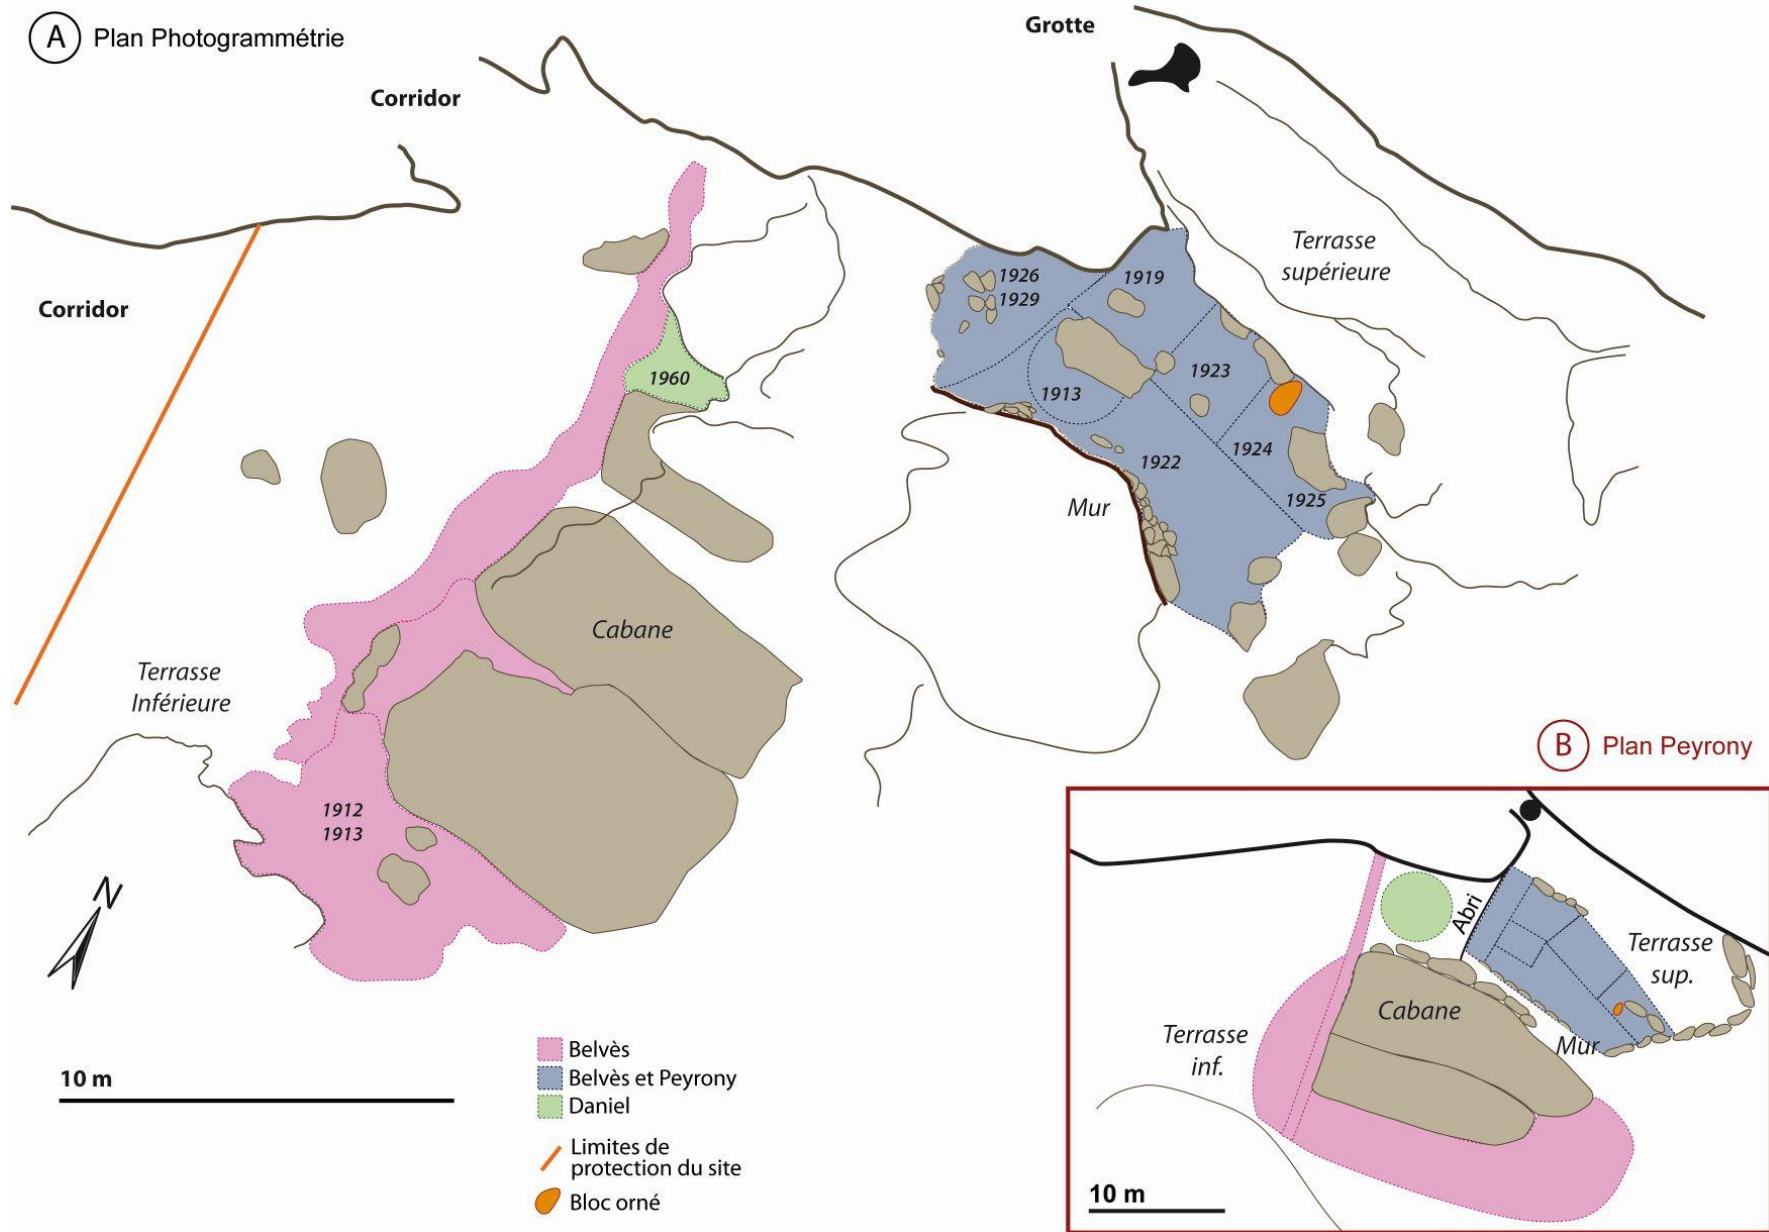 A Plan Photogrammétrie
Grotte
Corridor
Corridor
Terrasse
supérieure
1926
1929
1919
1923
1913
1960
1924
1922
1925
Mur
Cabane
Terrasse
Inférieure
1912
1913
N
10 m
Belvès
Belvès et Peyrony
Daniel
Limites de
protection du site
Bloc orné
B Plan Peyrony
Abri
Terrasse
sup.
Cabane
Mur
Terrasse
inf.
10 m